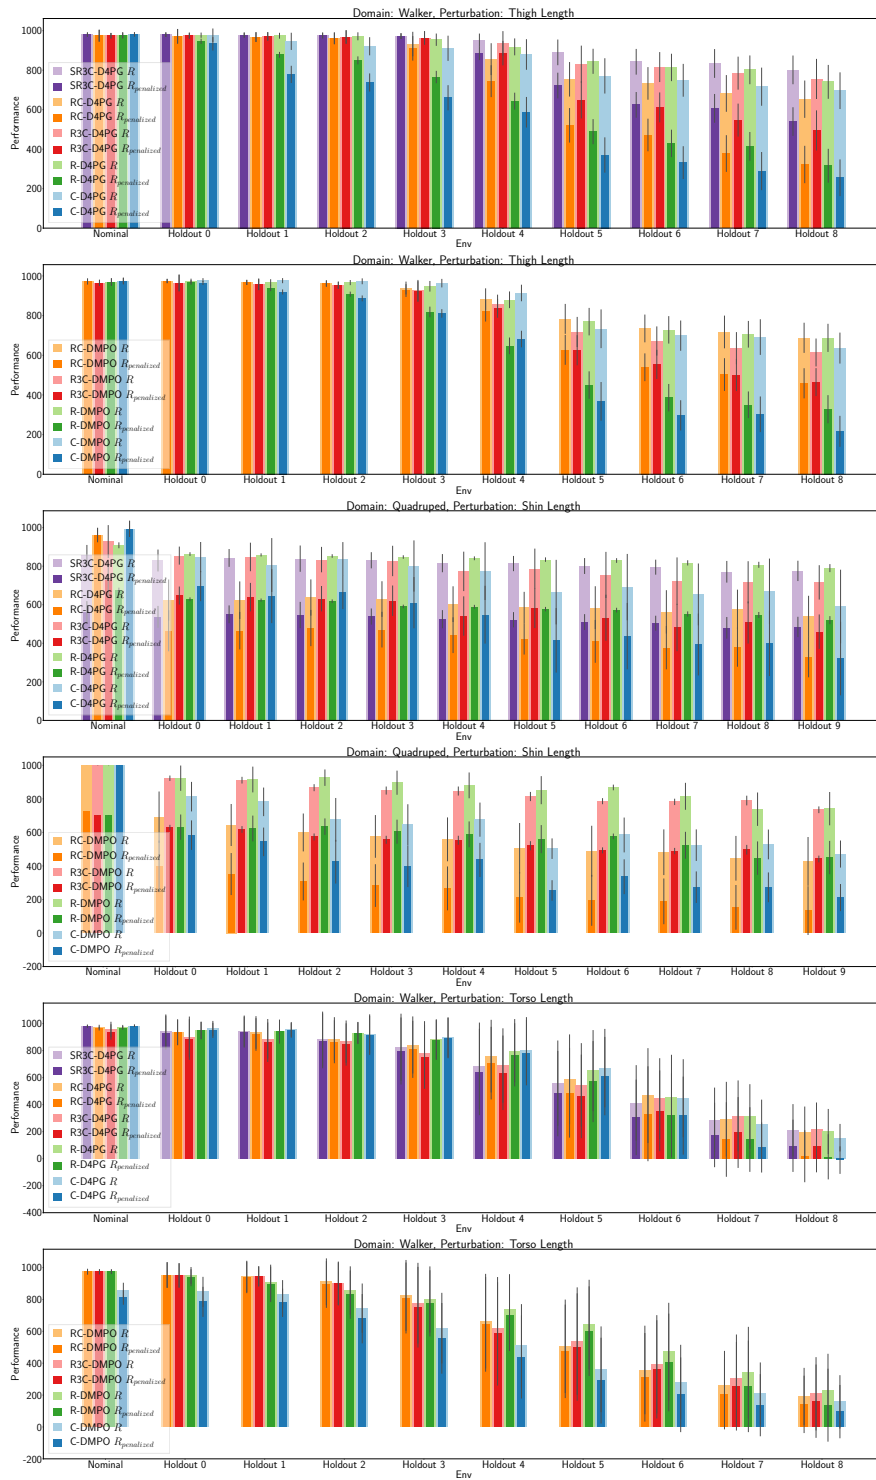 Domain: Walker, Perturbation: Thigh Length
Performance
1000
800
600
400
200
0
SR3C-D4PG R
SR3C-D4PG R_penalized
RC-D4PG R
RC-D4PG R_penalized
R3C-D4PG R
R3C-D4PG R_penalized
R-D4PG R
R-D4PG R_penalized
C-D4PG R
C-D4PG R_penalized
Nominal Holdout 0 Holdout 1 Holdout 2 Holdout 3 Holdout 4 Holdout 5 Holdout 6 Holdout 7 Holdout 8
Env
Domain: Walker, Perturbation: Thigh Length
Performance
1000
800
600
400
200
0
RC-DMPO R
RC-DMPO R_penalized
R3C-DMPO R
R3C-DMPO R_penalized
R-DMPO R
R-DMPO R_penalized
C-DMPO R
C-DMPO R_penalized
Nominal Holdout 0 Holdout 1 Holdout 2 Holdout 3 Holdout 4 Holdout 5 Holdout 6 Holdout 7 Holdout 8
Env
Domain: Quadruped, Perturbation: Shin Length
Performance
1000
800
600
400
200
0
SR3C-D4PG R
SR3C-D4PG R_penalized
RC-D4PG R
RC-D4PG R_penalized
R3C-D4PG R
R3C-D4PG R_penalized
R-D4PG R
R-D4PG R_penalized
C-D4PG R
C-D4PG R_penalized
Nominal Holdout 0 Holdout 1 Holdout 2 Holdout 3 Holdout 4 Holdout 5 Holdout 6 Holdout 7 Holdout 8 Holdout 9
Env
Domain: Quadruped, Perturbation: Shin Length
Performance
1000
800
600
400
200
0
-200
RC-DMPO R
RC-DMPO R_penalized
R3C-DMPO R
R3C-DMPO R_penalized
R-DMPO R
R-DMPO R_penalized
C-DMPO R
C-DMPO R_penalized
Nominal Holdout 0 Holdout 1 Holdout 2 Holdout 3 Holdout 4 Holdout 5 Holdout 6 Holdout 7 Holdout 8 Holdout 9
Env
Domain: Walker, Perturbation: Torso Length
Performance
1000
800
600
400
200
0
-200
-400
SR3C-D4PG R
SR3C-D4PG R_penalized
RC-D4PG R
RC-D4PG R_penalized
R3C-D4PG R
R3C-D4PG R_penalized
R-D4PG R
R-D4PG R_penalized
C-D4PG R
C-D4PG R_penalized
Nominal Holdout 0 Holdout 1 Holdout 2 Holdout 3 Holdout 4 Holdout 5 Holdout 6 Holdout 7 Holdout 8
Env
Domain: Walker, Perturbation: Torso Length
Performance
1000
800
600
400
200
0
-200
RC-DMPO R
RC-DMPO R_penalized
R3C-DMPO R
R3C-DMPO R_penalized
R-DMPO R
R-DMPO R_penalized
C-DMPO R
C-DMPO R_penalized
Nominal Holdout 0 Holdout 1 Holdout 2 Holdout 3 Holdout 4 Holdout 5 Holdout 6 Holdout 7 Holdout 8
Env